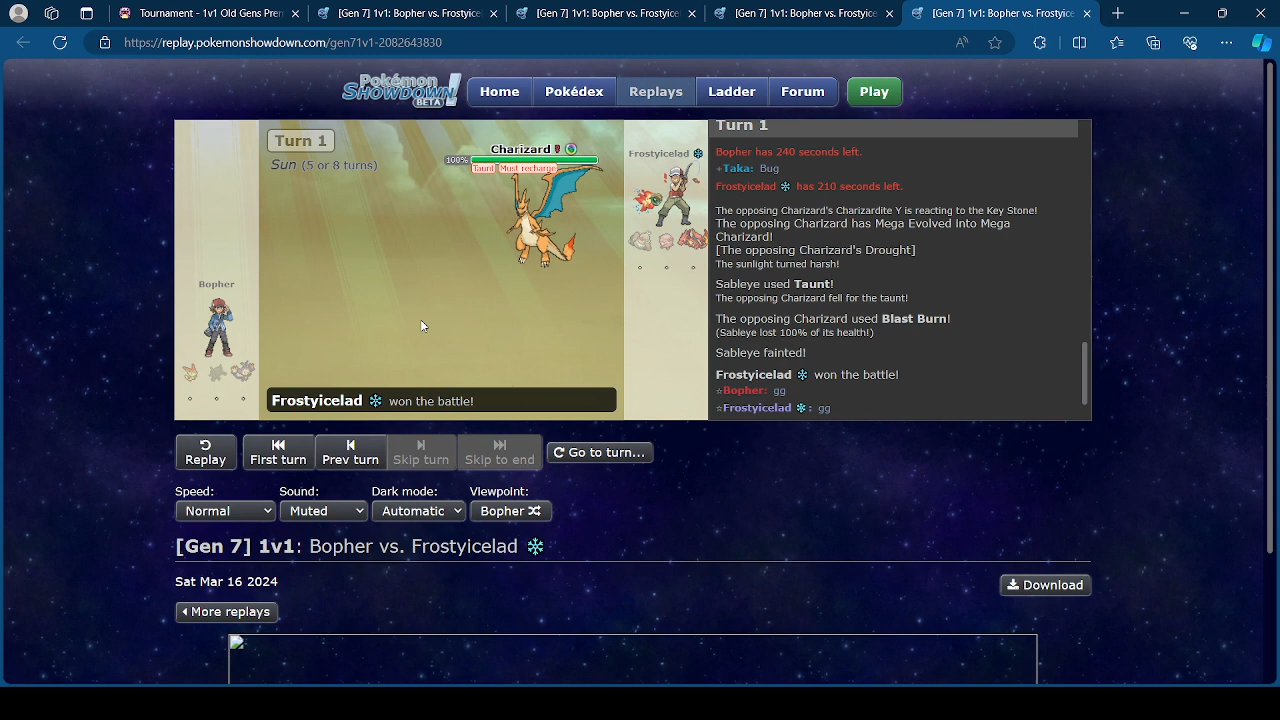 Tournament - 1v1 Old Gens Prem
[Gen 7] 1v1: Bopher vs. Frostyicel
[Gen 7] 1v1: Bopher vs. Frostyicel
[Gen 7] 1v1: Bopher vs. Frostyice
[Gen 7] 1v1: Bopher vs. Frostyice
https://replay.pokemonshowdown.com/gen71v1-2082643830
Pokémon
SHOWDOWN!
BETA
Home
Pokédex
Replays
Ladder
Forum
Play
Turn 1
Sun (5 or 8 turns)
Charizard
100%
Taunt
Must recharge
Frostyicelad
Bopher
Frostyicelad won the battle!
Turn 1
Bopher has 240 seconds left.
+Taka: Bug
Frostyicelad has 210 seconds left.
The opposing Charizard's Charizardite Y is reacting to the Key Stone!
The opposing Charizard has Mega Evolved into Mega
Charizard!
[The opposing Charizard's Drought]
The sunlight turned harsh!
Sableye used Taunt!
The opposing Charizard fell for the taunt!
The opposing Charizard used Blast Burn!
(Sableye lost 100% of its health!)
Sableye fainted!
Frostyicelad won the battle!
☆Bopher: gg
☆Frostyicelad : gg
Replay
First turn
Prev turn
Skip turn
Skip to end
Go to turn...
Speed:
Sound:
Dark mode:
Viewpoint:
Normal
Muted
Automatic
Bopher
[Gen 7] 1v1: Bopher vs. Frostyicelad
Sat Mar 16 2024
Download
More replays